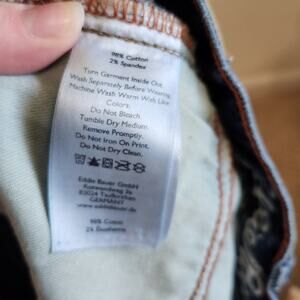 98% Cotton
2% Spandex
Turn Garment Inside Out
Wash Separately Before Wearing
Machine Wash Warm With Like
Colors.
Do Not Bleach.
Tumble Dry Medium.
Remove Promptly.
Do Not Iron On Print.
Do Not Dry Clean.
Eddie Bauer GmbH
82024 Taufkirchen
GERMANY
98% Cotton
2% Elasthanne